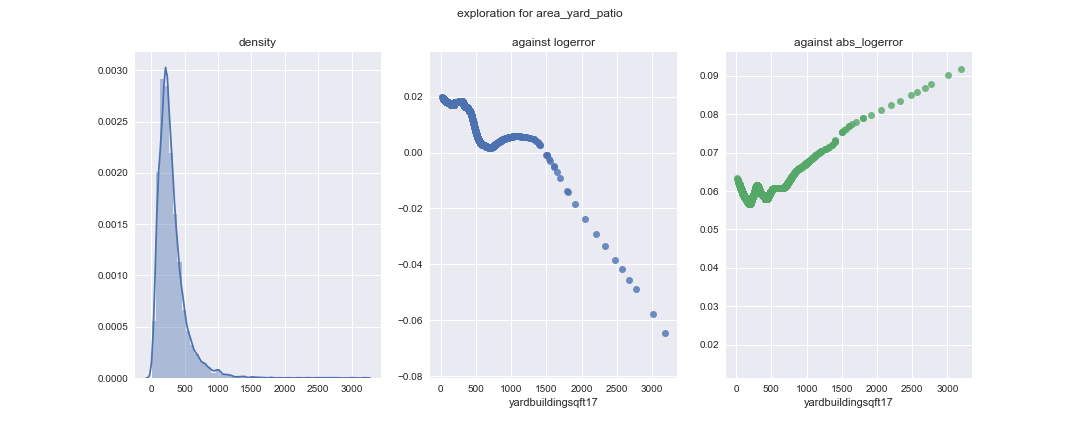 exploration for area_yard_patio
density
0.0030
0.0025
0.0020
0.0015
0.0010
0.0005
0.0000
0 500 1000 1500 2000 2500 3000
against logerror
0.02
0.00
−0.02
−0.04
−0.06
−0.08
0 500 1000 1500 2000 2500 3000
yardbuildingsqft17
against abs_logerror
0.09
0.08
0.07
0.06
0.05
0.04
0.03
0.02
0 500 1000 1500 2000 2500 3000
yardbuildingsqft17